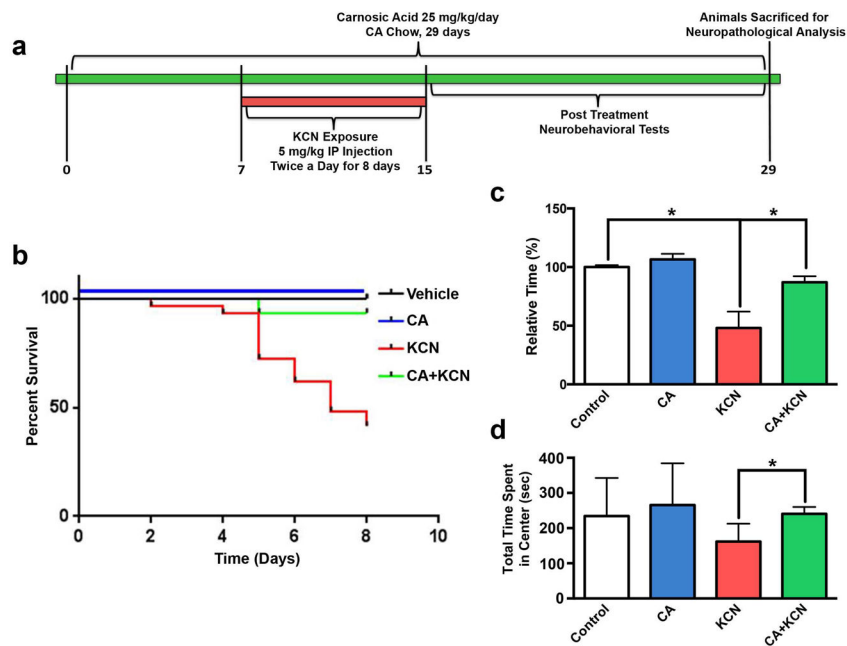 a
Carnosic Acid 25 mg/kg/day
CA Chow, 29 days
Animals Sacrificed for
Neuropathological Analysis
KCN Exposure
5 mg/kg IP Injection
Twice a Day for 8 days
Post Treatment
Neurobehavioral Tests
0
7
15
29
b
Percent Survival
100
50
0
0
2
4
6
8
10
Time (Days)
Vehicle
CA
KCN
CA+KCN
c
Relative Time (%)
150
100
50
0
*
*
Control
CA
KCN
CA+KCN
d
Total Time Spent
in Center (sec)
400
300
200
100
0
*
Control
CA
KCN
CA+KCN